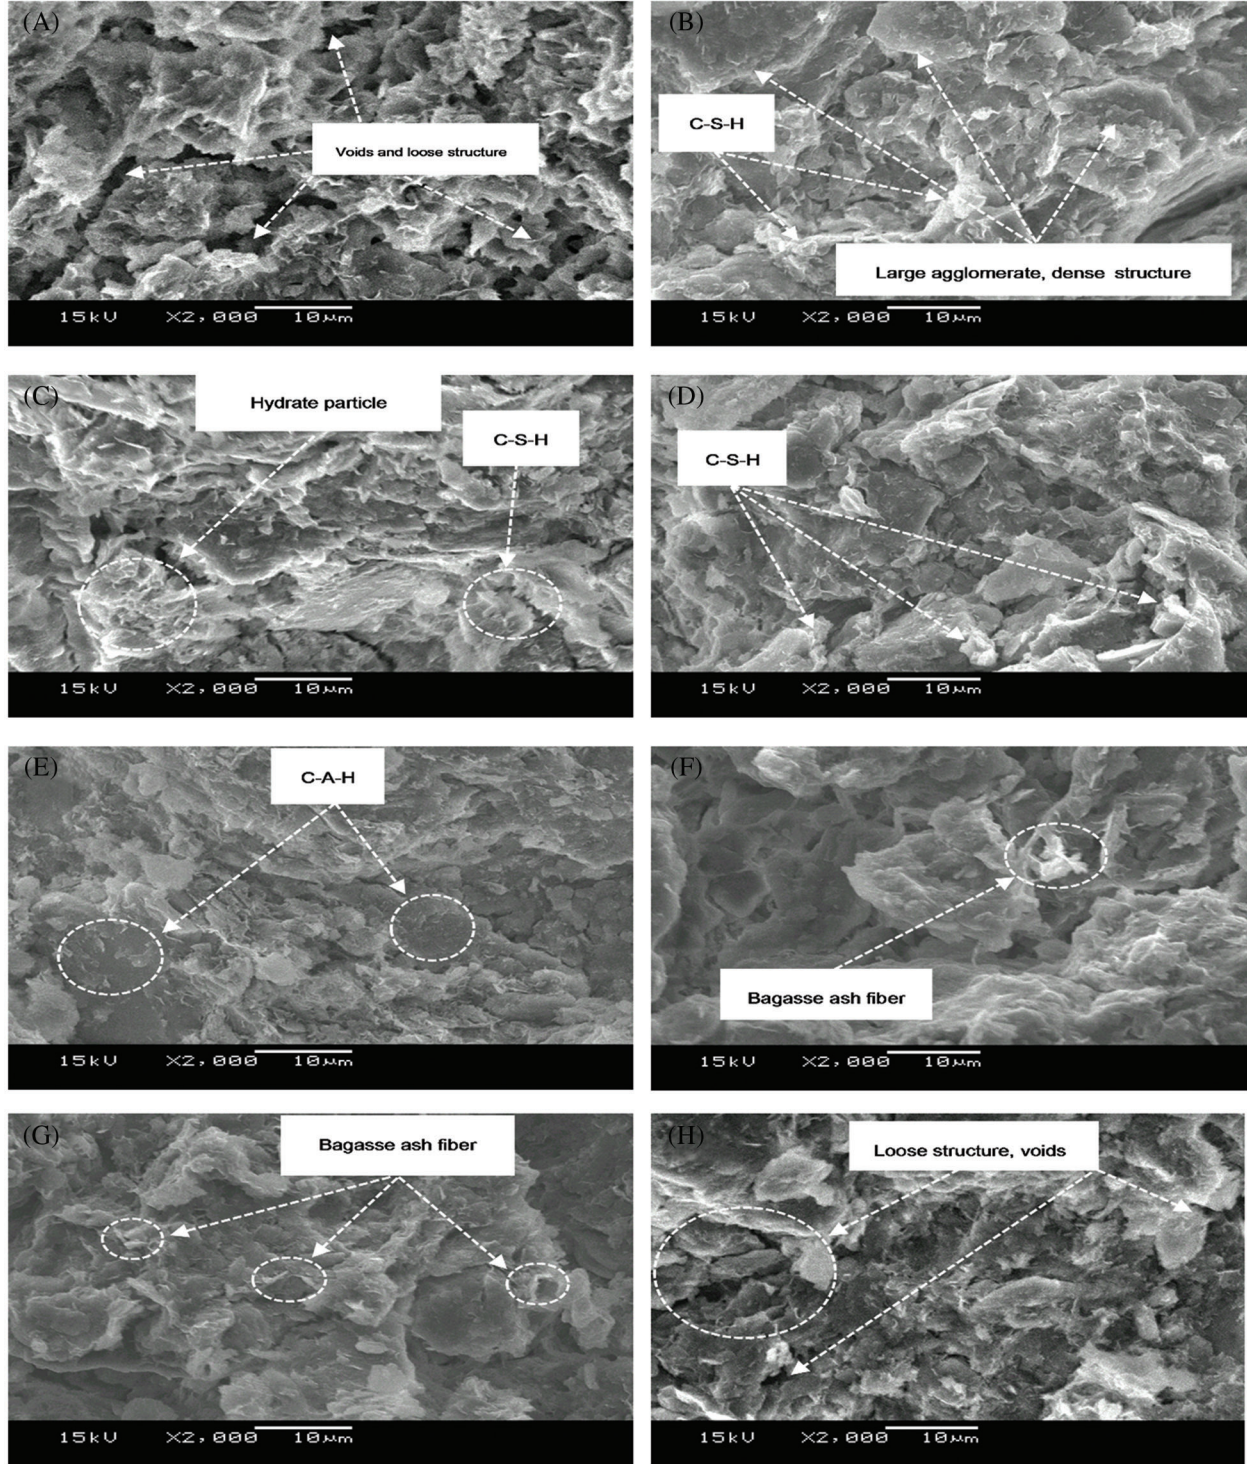 (A)
Voids and loose structure
15kV X2,000 10μm
(B)
C-S-H
Large agglomerate, dense structure
15kV X2,000 10μm
(C)
Hydrate particle
C-S-H
15kV X2,000 10μm
(D)
C-S-H
15kV X2,000 10μm
(E)
C-A-H
15kV X2,000 10μm
(F)
Bagasse ash fiber
15kV X2,000 10μm
(G)
Bagasse ash fiber
15kV X2,000 10μm
(H)
Loose structure, voids
15kV X2,000 10μm